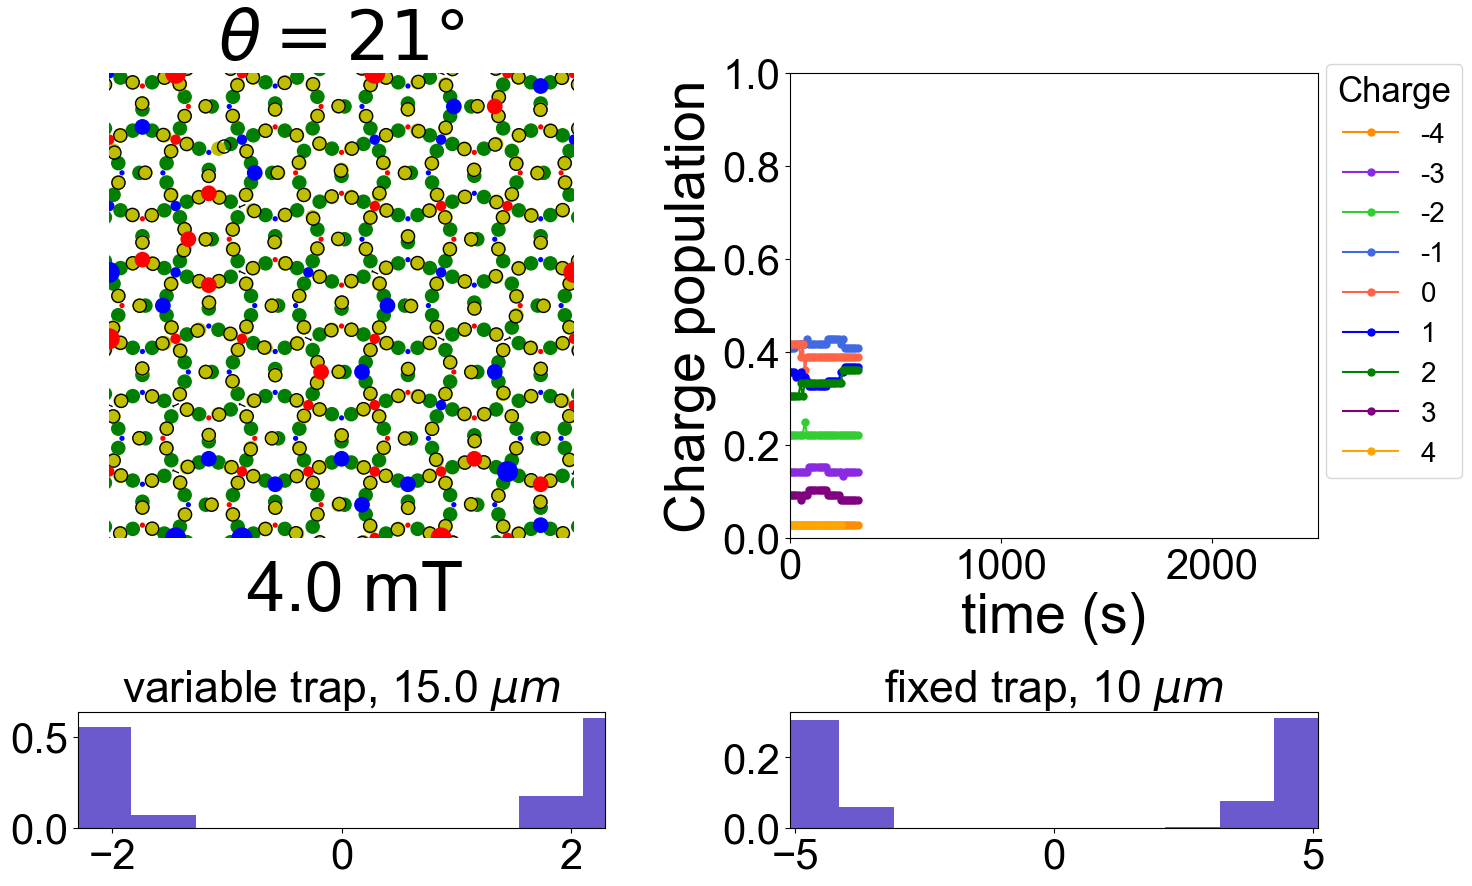 θ = 21°
4.0 mT
1.0
0.8
0.6
0.4
0.2
0.0
Charge population
0 1000 2000
time (s)
Charge
-4
-3
-2
-1
0
1
2
3
4
variable trap, 15.0 μm
0.5
0.0
−2 0 2
fixed trap, 10 μm
0.2
0.0
−5 0 5